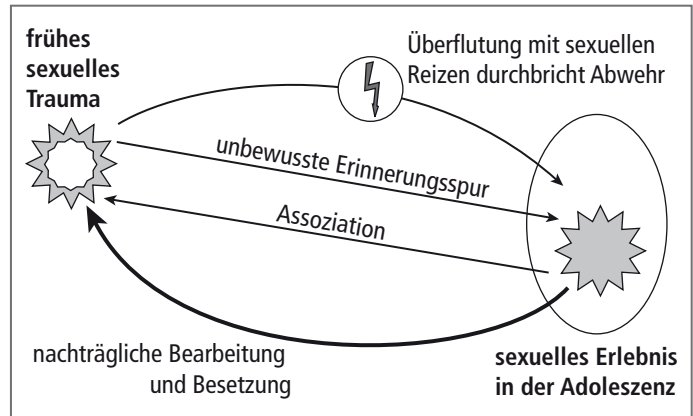 frühes
sexuelles
Trauma
Überflutung mit sexuellen
Reizen durchbricht Abwehr
unbewusste Erinnerungsspur
Assoziation
nachträgliche Bearbeitung
und Besetzung
sexuelles Erlebnis
in der Adoleszenz